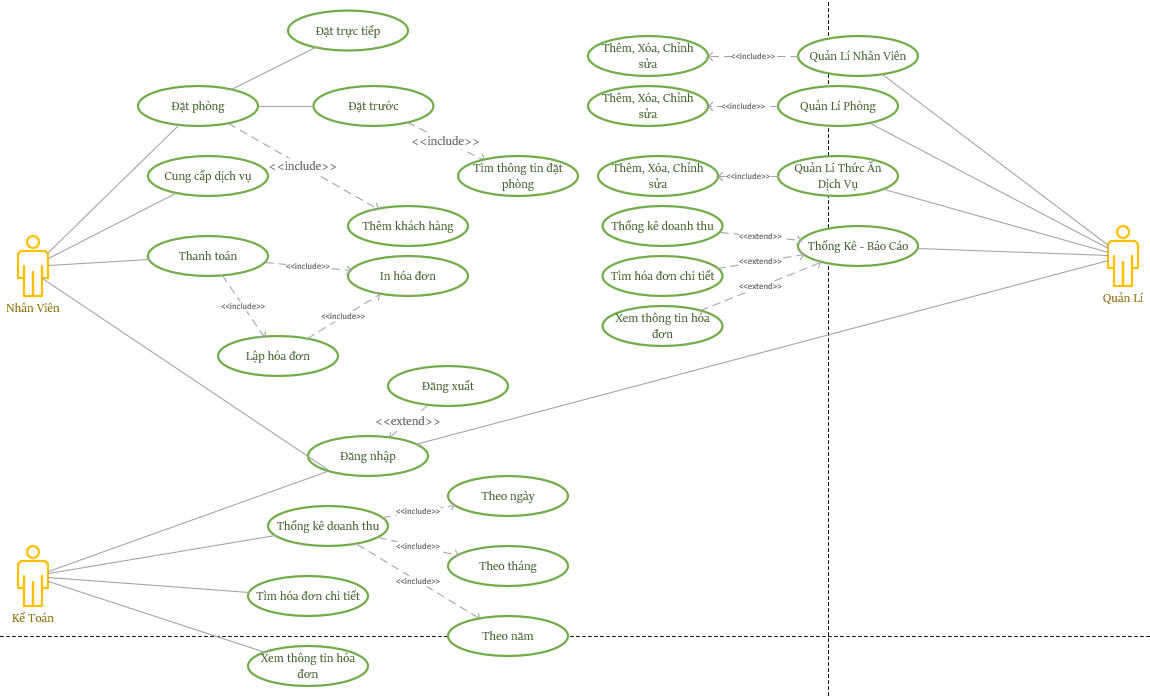 Đặt trực tiếp
Thêm, Xóa, Chỉnh
sửa
<<include>>
Quản Lí Nhân Viên
Đặt phòng
Đặt trước
Thêm, Xóa, Chỉnh
sửa
<<include>>
Quản Lí Phòng
<<include>>
<<include>>
Cung cấp dịch vụ
Tìm thông tin đặt
phòng
Thêm, Xóa, Chỉnh
sửa
<<include>>
Quản Lí Thức Ăn
Dịch Vụ
Thêm khách hàng
Thống kê doanh thu
<<extend>>
Thống Kê - Báo Cáo
Thanh toán
<<include>>
In hóa đơn
Tìm hóa đơn chi tiết
<<extend>>
<<extend>>
Nhân Viên
Quản Lí
<<include>>
<<include>>
Xem thông tin hóa
đơn
Lập hóa đơn
Đăng xuất
<<extend>>
Đăng nhập
Theo ngày
<<include>>
Thống kê doanh thu
<<include>>
Theo tháng
<<include>>
Tìm hóa đơn chi tiết
Kế Toán
Theo năm
Xem thông tin hóa
đơn